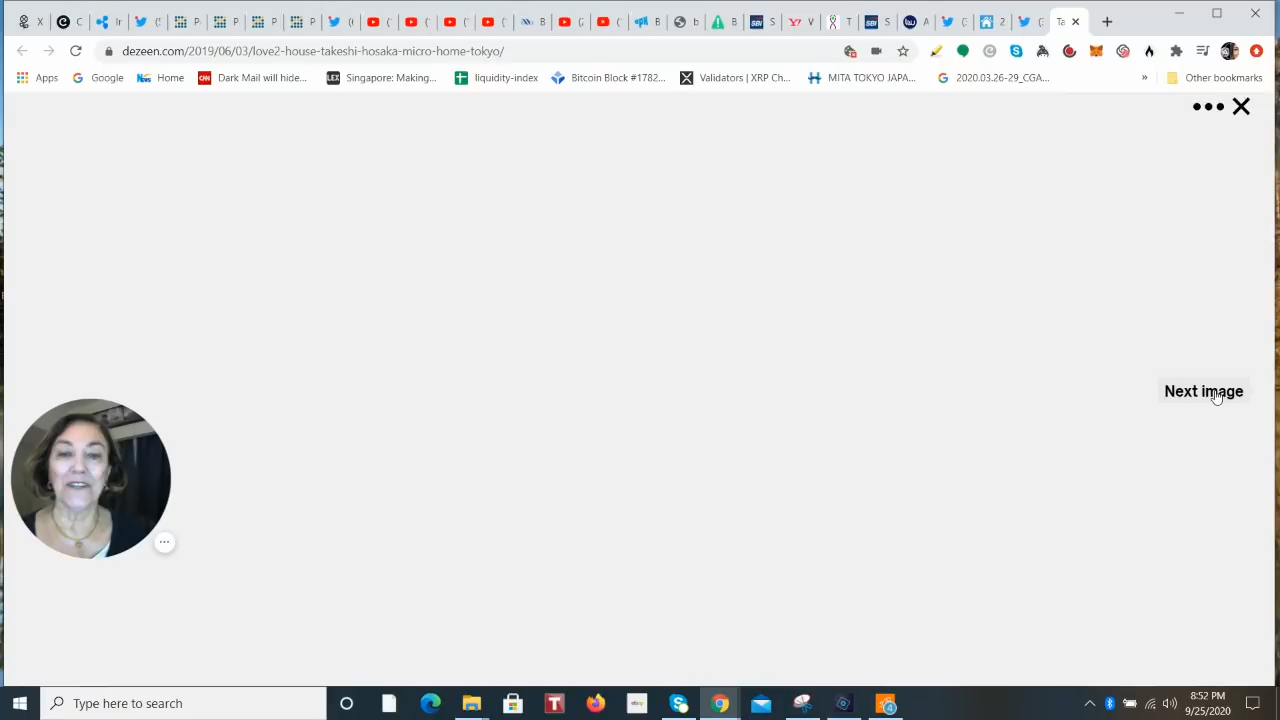 dezeen.com/2019/06/03/love2-house-takeshi-hosaka-micro-home-tokyo/
Apps Google Home CNN Dark Mail will hide... LEX Singapore: Making... liquidity-index Bitcoin Block #1782... Validators | XRP Ch... MITA TOKYO JAPA... 2020.03.26-29_CGA... » Other bookmarks
Next image
Type here to search
8:52 PM
9/25/2020